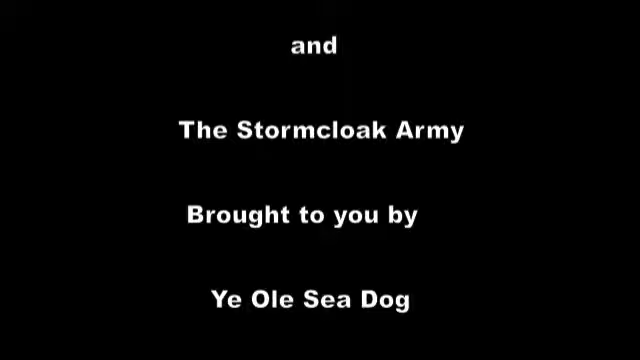 and
The Stormcloak Army
Brought to you by
Ye Ole Sea Dog